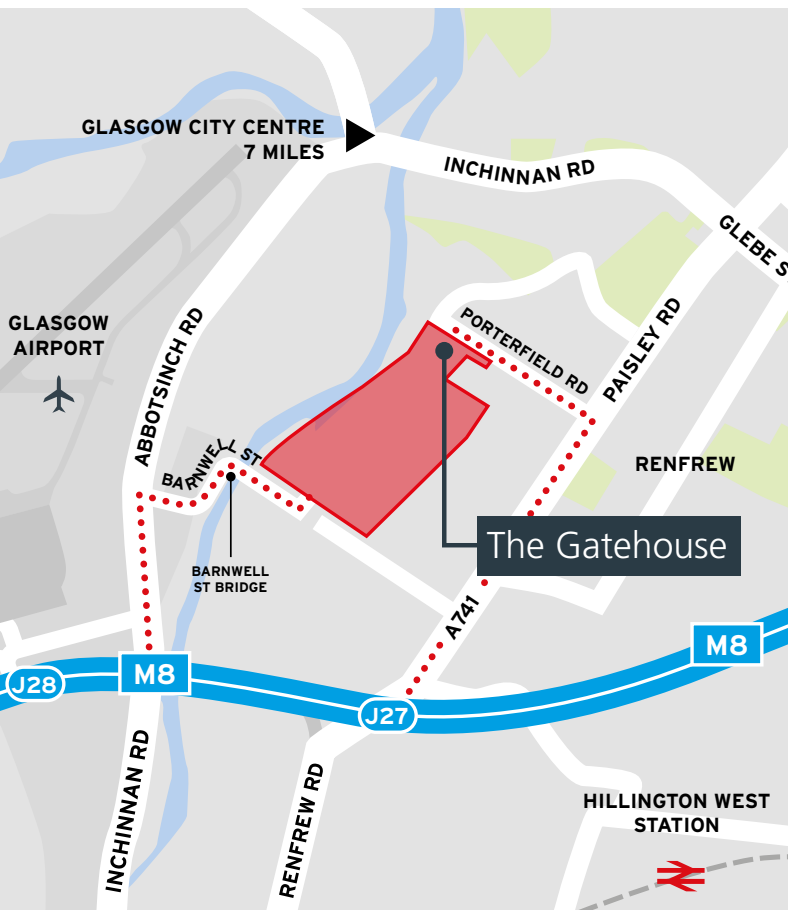 GLASGOW CITY CENTRE
7 MILES
INCHINNAN RD
GLEBE S
GLASGOW
AIRPORT
ABBOTSINCH RD
PORTERFIELD RD
PAISLEY RD
BARNWELL ST
RENFREW
The Gatehouse
BARNWELL
ST BRIDGE
A741
M8
M8
J28
J27
INCHINNAN RD
RENFREW RD
HILLINGTON WEST
STATION